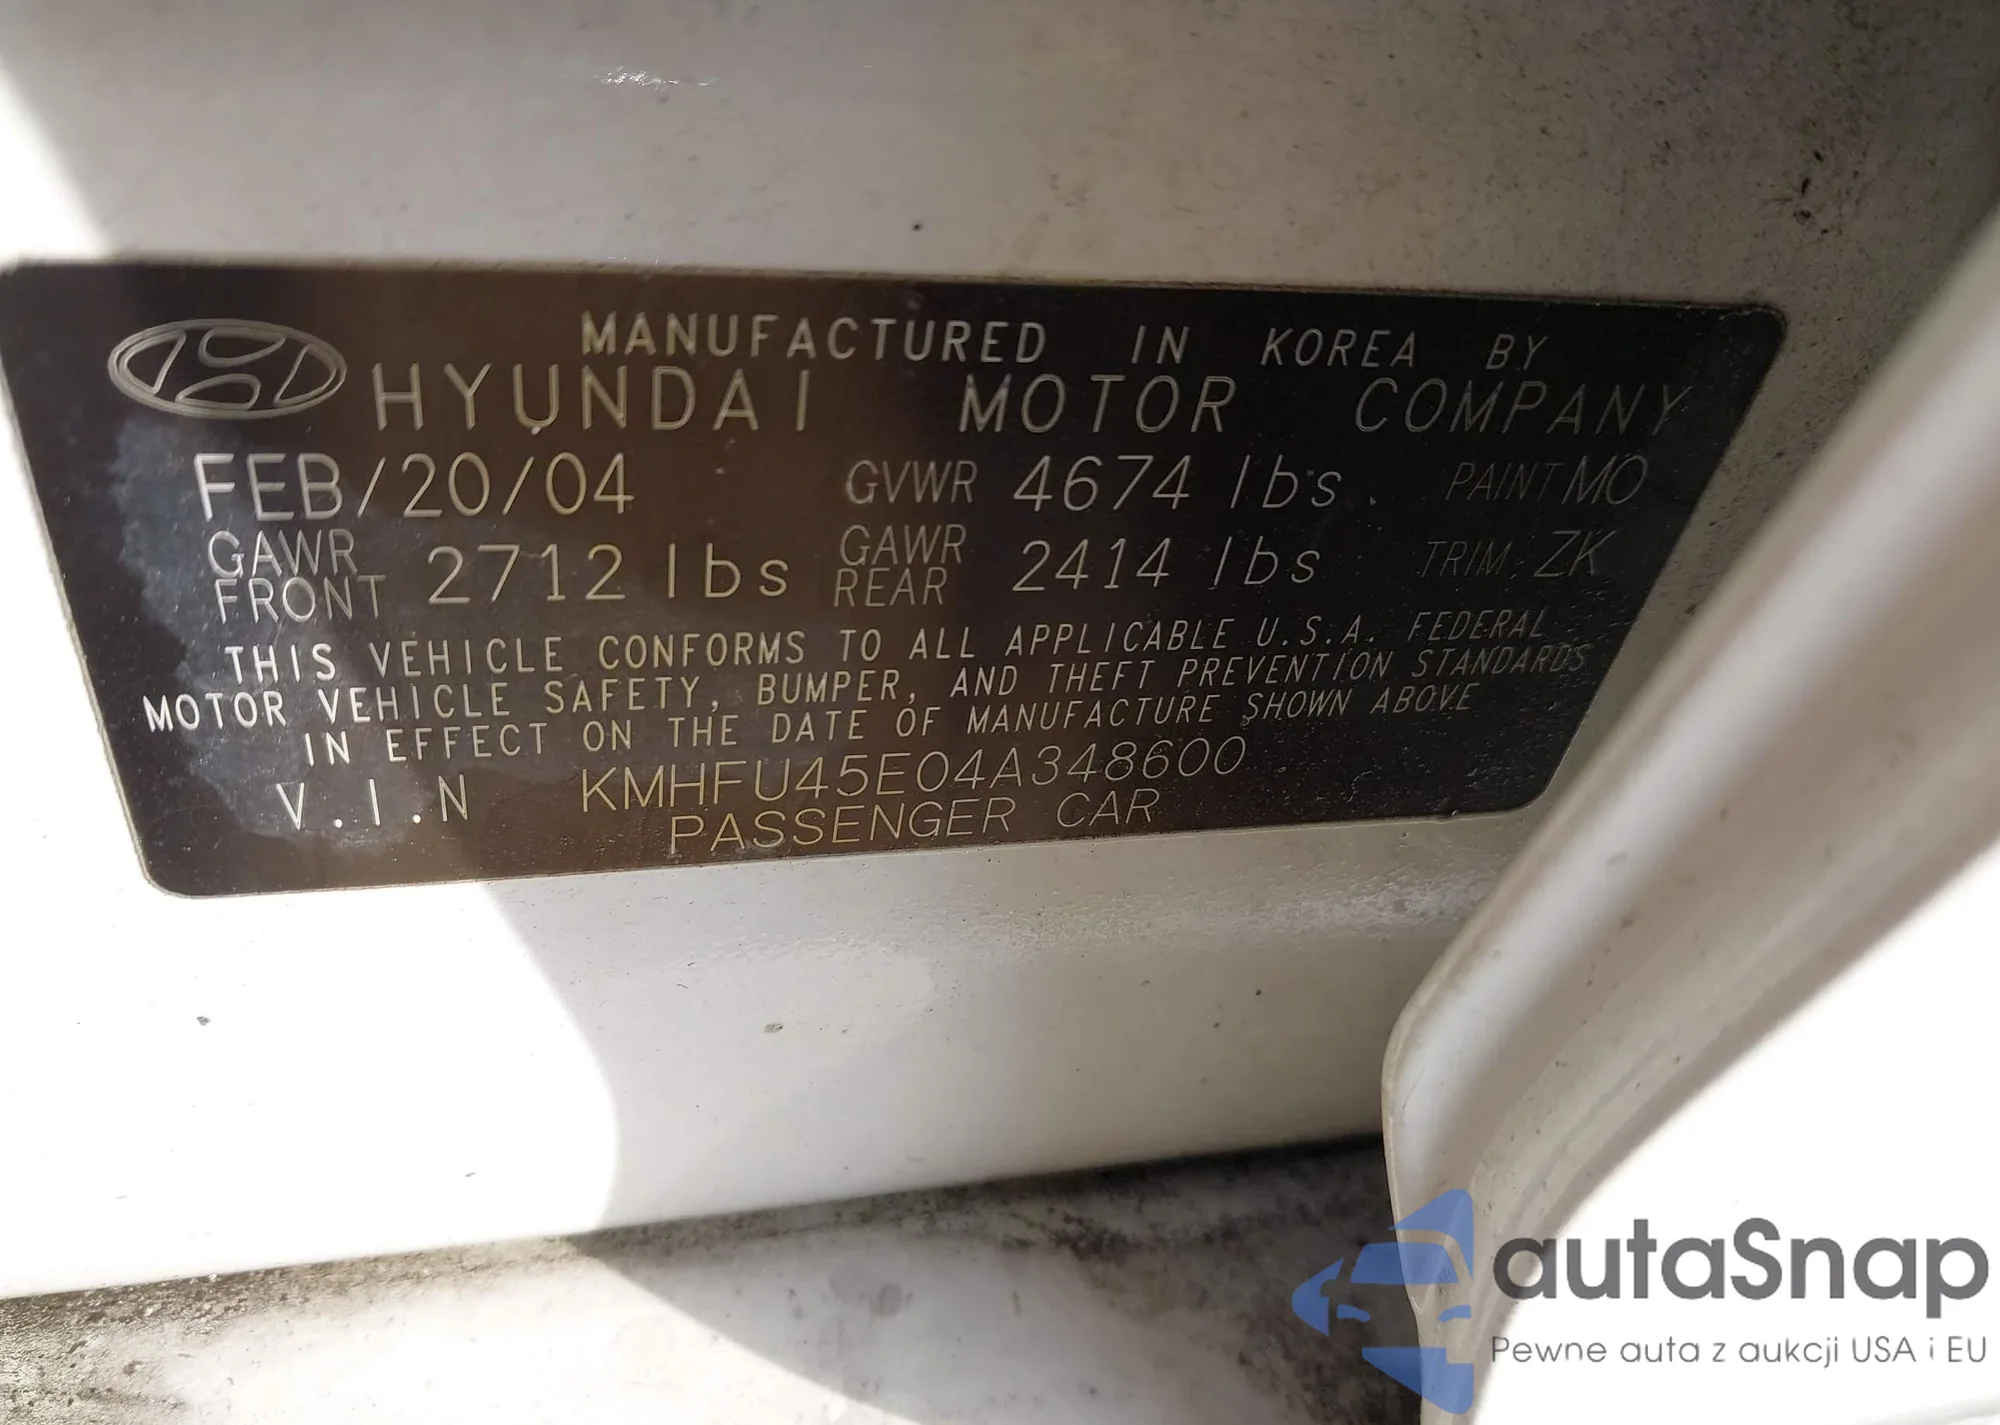 MANUFACTURED IN KOREA BY
HYUNDAI MOTOR COMPANY
FEB/20/04 GVWR 4674 lbs. PAINT MO
GAWR FRONT 2712 lbs GAWR REAR 2414 lbs TRIM: ZK
THIS VEHICLE CONFORMS TO ALL APPLICABLE U.S.A. FEDERAL
MOTOR VEHICLE SAFETY, BUMPER, AND THEFT PREVENTION STANDARDS
IN EFFECT ON THE DATE OF MANUFACTURE SHOWN ABOVE
V.I.N KMHFU45E04A348600
PASSENGER CAR
autaSnap
Pewne auta z aukcji USA i EU